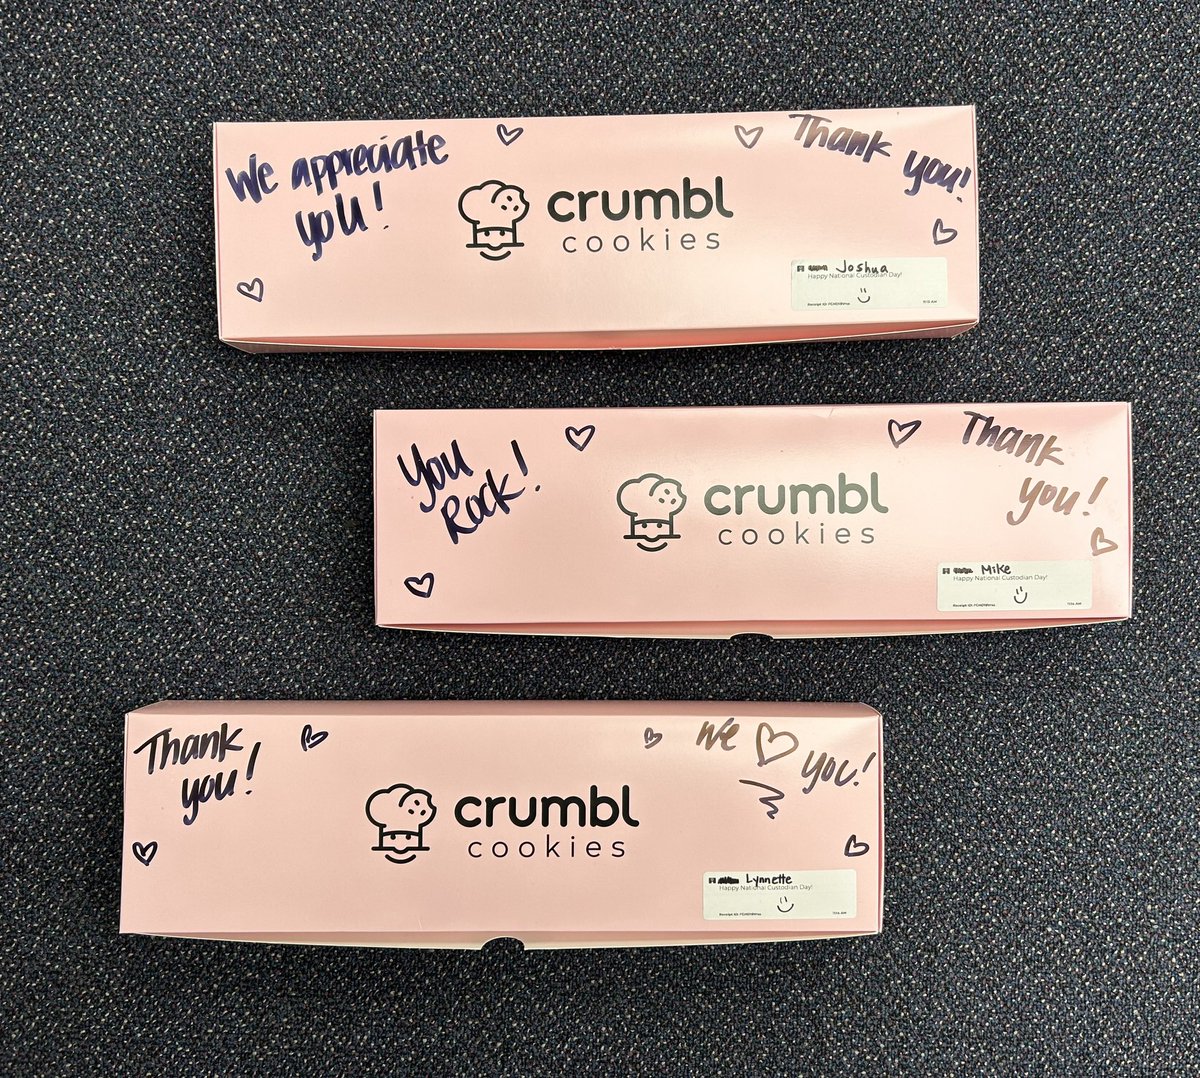 We appreciate
you!
Thank
you!
crumbl
cookies
Joshua
Happy National Custodian Day!
You
Rock!
Thank
you!
crumbl
cookies
Mike
Happy National Custodian Day!
Thank
you!
We
you!
crumbl
cookies
Lynnette
Happy National Custodian Day!